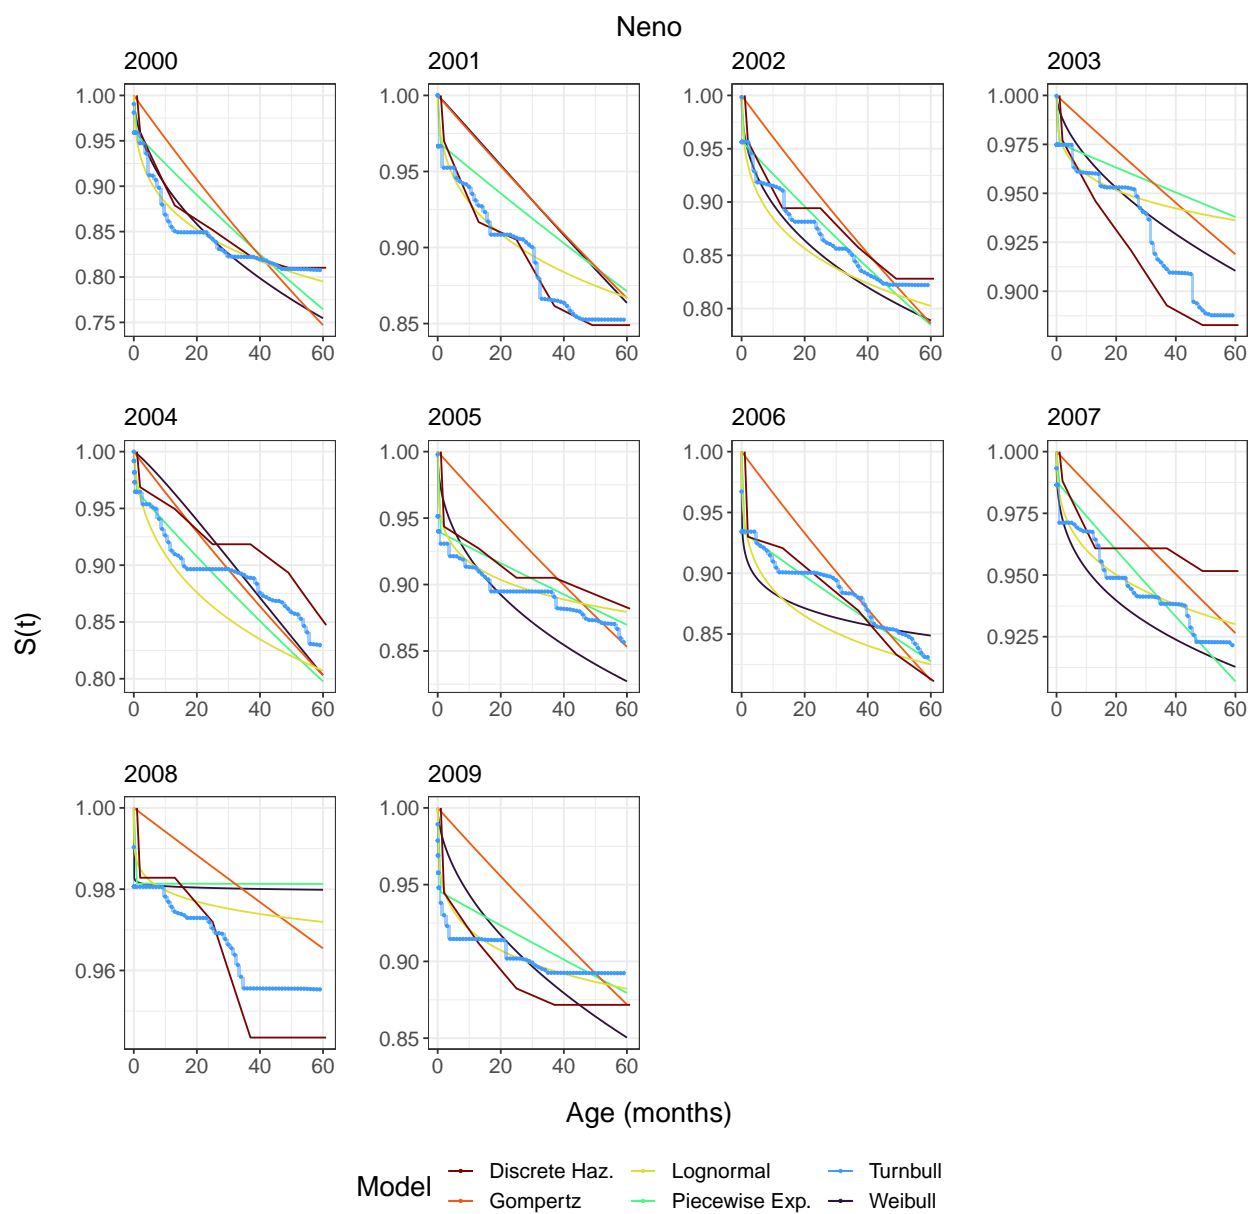 Neno
2000 2001 2002 2003
1.00 1.00 1.00 1.000
0.95 0.95 0.95 0.975
0.90 0.90 0.90 0.950
0.85 0.85 0.85 0.925
0.80 0.80 0.900
0.75
0 20 40 60 0 20 40 60 0 20 40 60 0 20 40 60
2004 2005 2006 2007
1.00 1.00 1.00 1.000
0.95 0.95 0.95 0.975
0.90 0.90 0.90 0.950
0.85 0.85 0.85 0.925
0.80
0 20 40 60 0 20 40 60 0 20 40 60 0 20 40 60
S(t)
2008 2009
1.00 1.00
0.98 0.95
0.96 0.90
0.85
0 20 40 60 0 20 40 60
Age (months)
Model
Discrete Haz. Lognormal Turnbull
Gompertz Piecewise Exp. Weibull